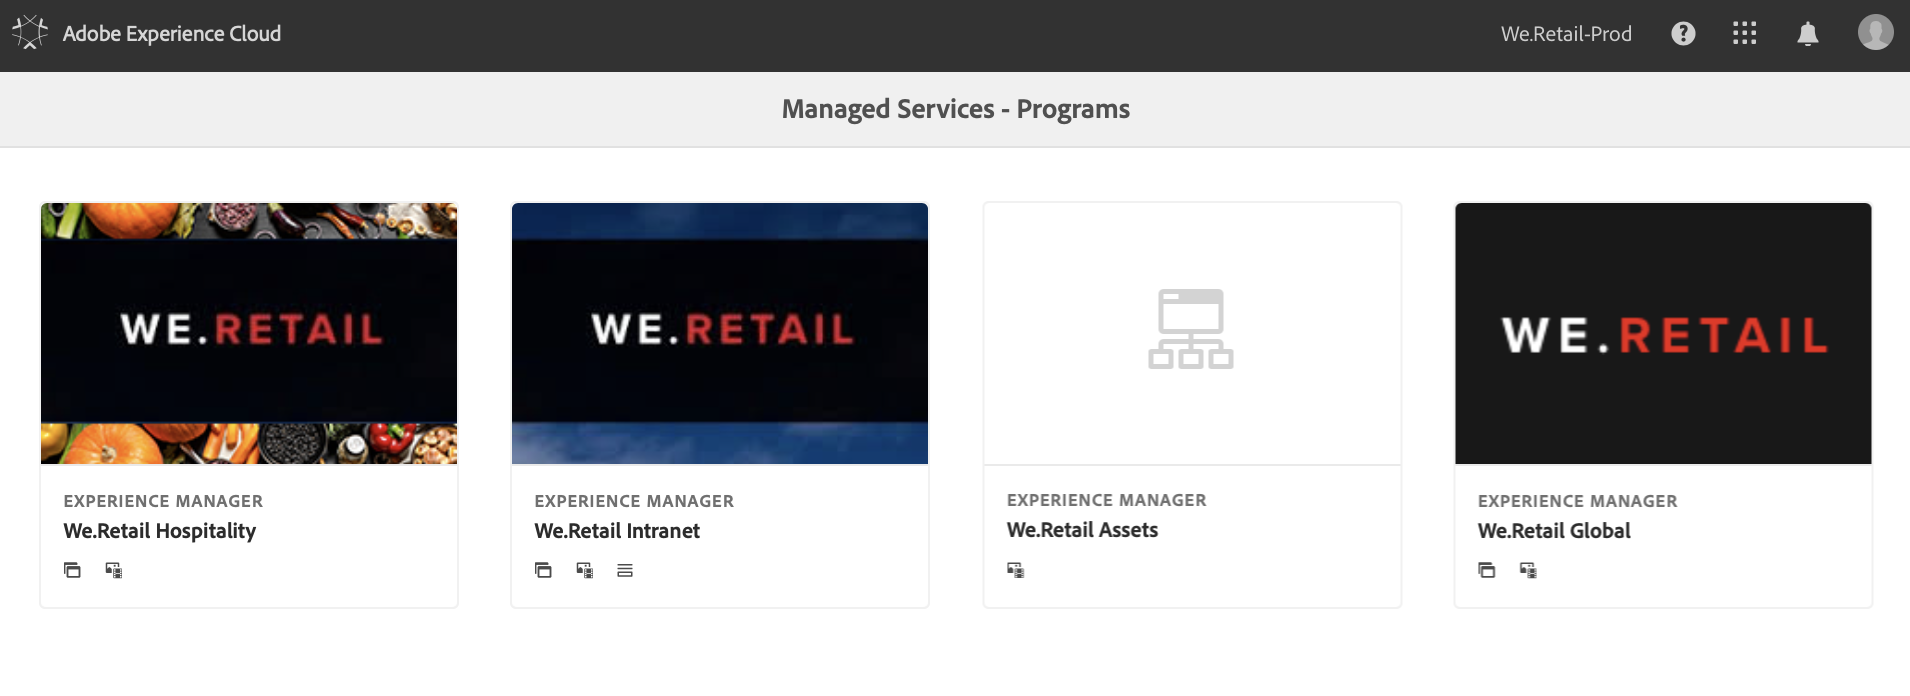 Adobe Experience Cloud
We.Retail-Prod
Managed Services - Programs
WE.RETAIL
EXPERIENCE MANAGER
We.Retail Hospitality
WE.RETAIL
EXPERIENCE MANAGER
We.Retail Intranet
EXPERIENCE MANAGER
We.Retail Assets
WE.RETAIL
EXPERIENCE MANAGER
We.Retail Global